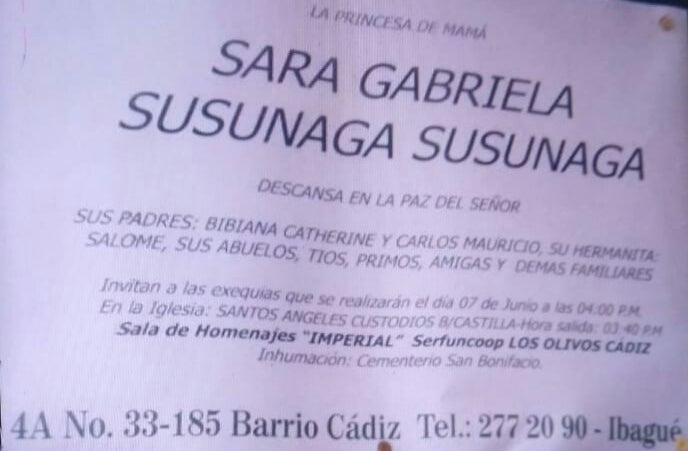 LA PRINCESA DE MAMÁ
SARA GABRIELA
SUSUNAGA SUSUNAGA
DESCANSA EN LA PAZ DEL SEÑOR
SUS PADRES: BIBIANA CATHERINE Y CARLOS MAURICIO, SU HERMANITA:
SALOME, SUS ABUELOS, TIOS, PRIMOS, AMIGAS Y DEMAS FAMILIARES
Invitan a las exequias que se realizarán el día 07 de Junio a las 04:00 P.M.
En la Iglesia: SANTOS ANGELES CUSTODIOS B/CASTILLA-Hora salida: 03:40 P.M
Sala de Homenajes "IMPERIAL" Serfuncoop LOS OLIVOS CÁDIZ
Inhumación: Cementerio San Bonifacio.
4A No. 33-185 Barrio Cádiz Tel.: 277 20 90 - Ibagué